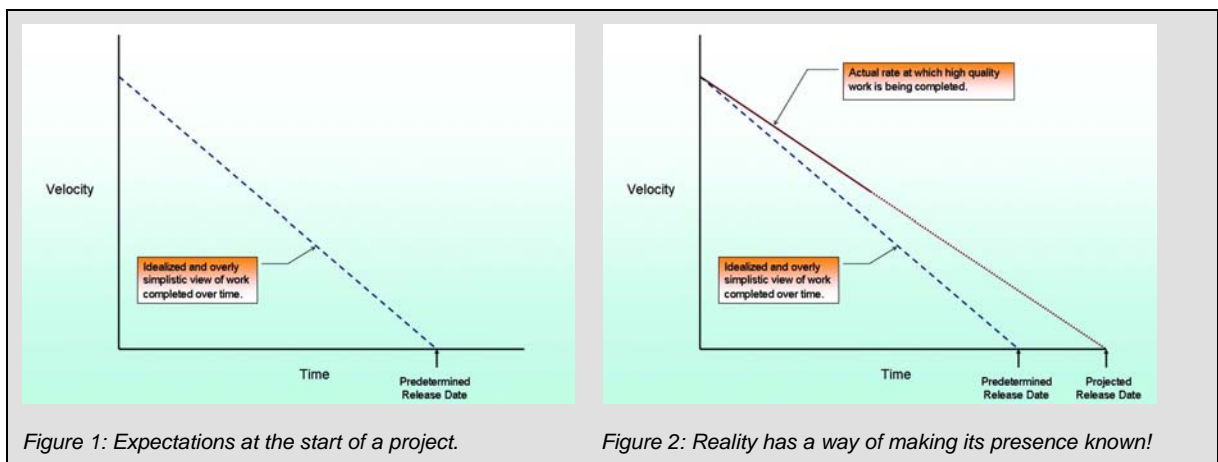 Velocity
Idealized and overly
simplistic view of work
completed over time.
Time
Predetermined
Release Date
Figure 1: Expectations at the start of a project.
Actual rate at which high quality
work is being completed.
Velocity
Idealized and overly
simplistic view of work
completed over time.
Time
Predetermined
Release Date
Projected
Release Date
Figure 2: Reality has a way of making its presence known!